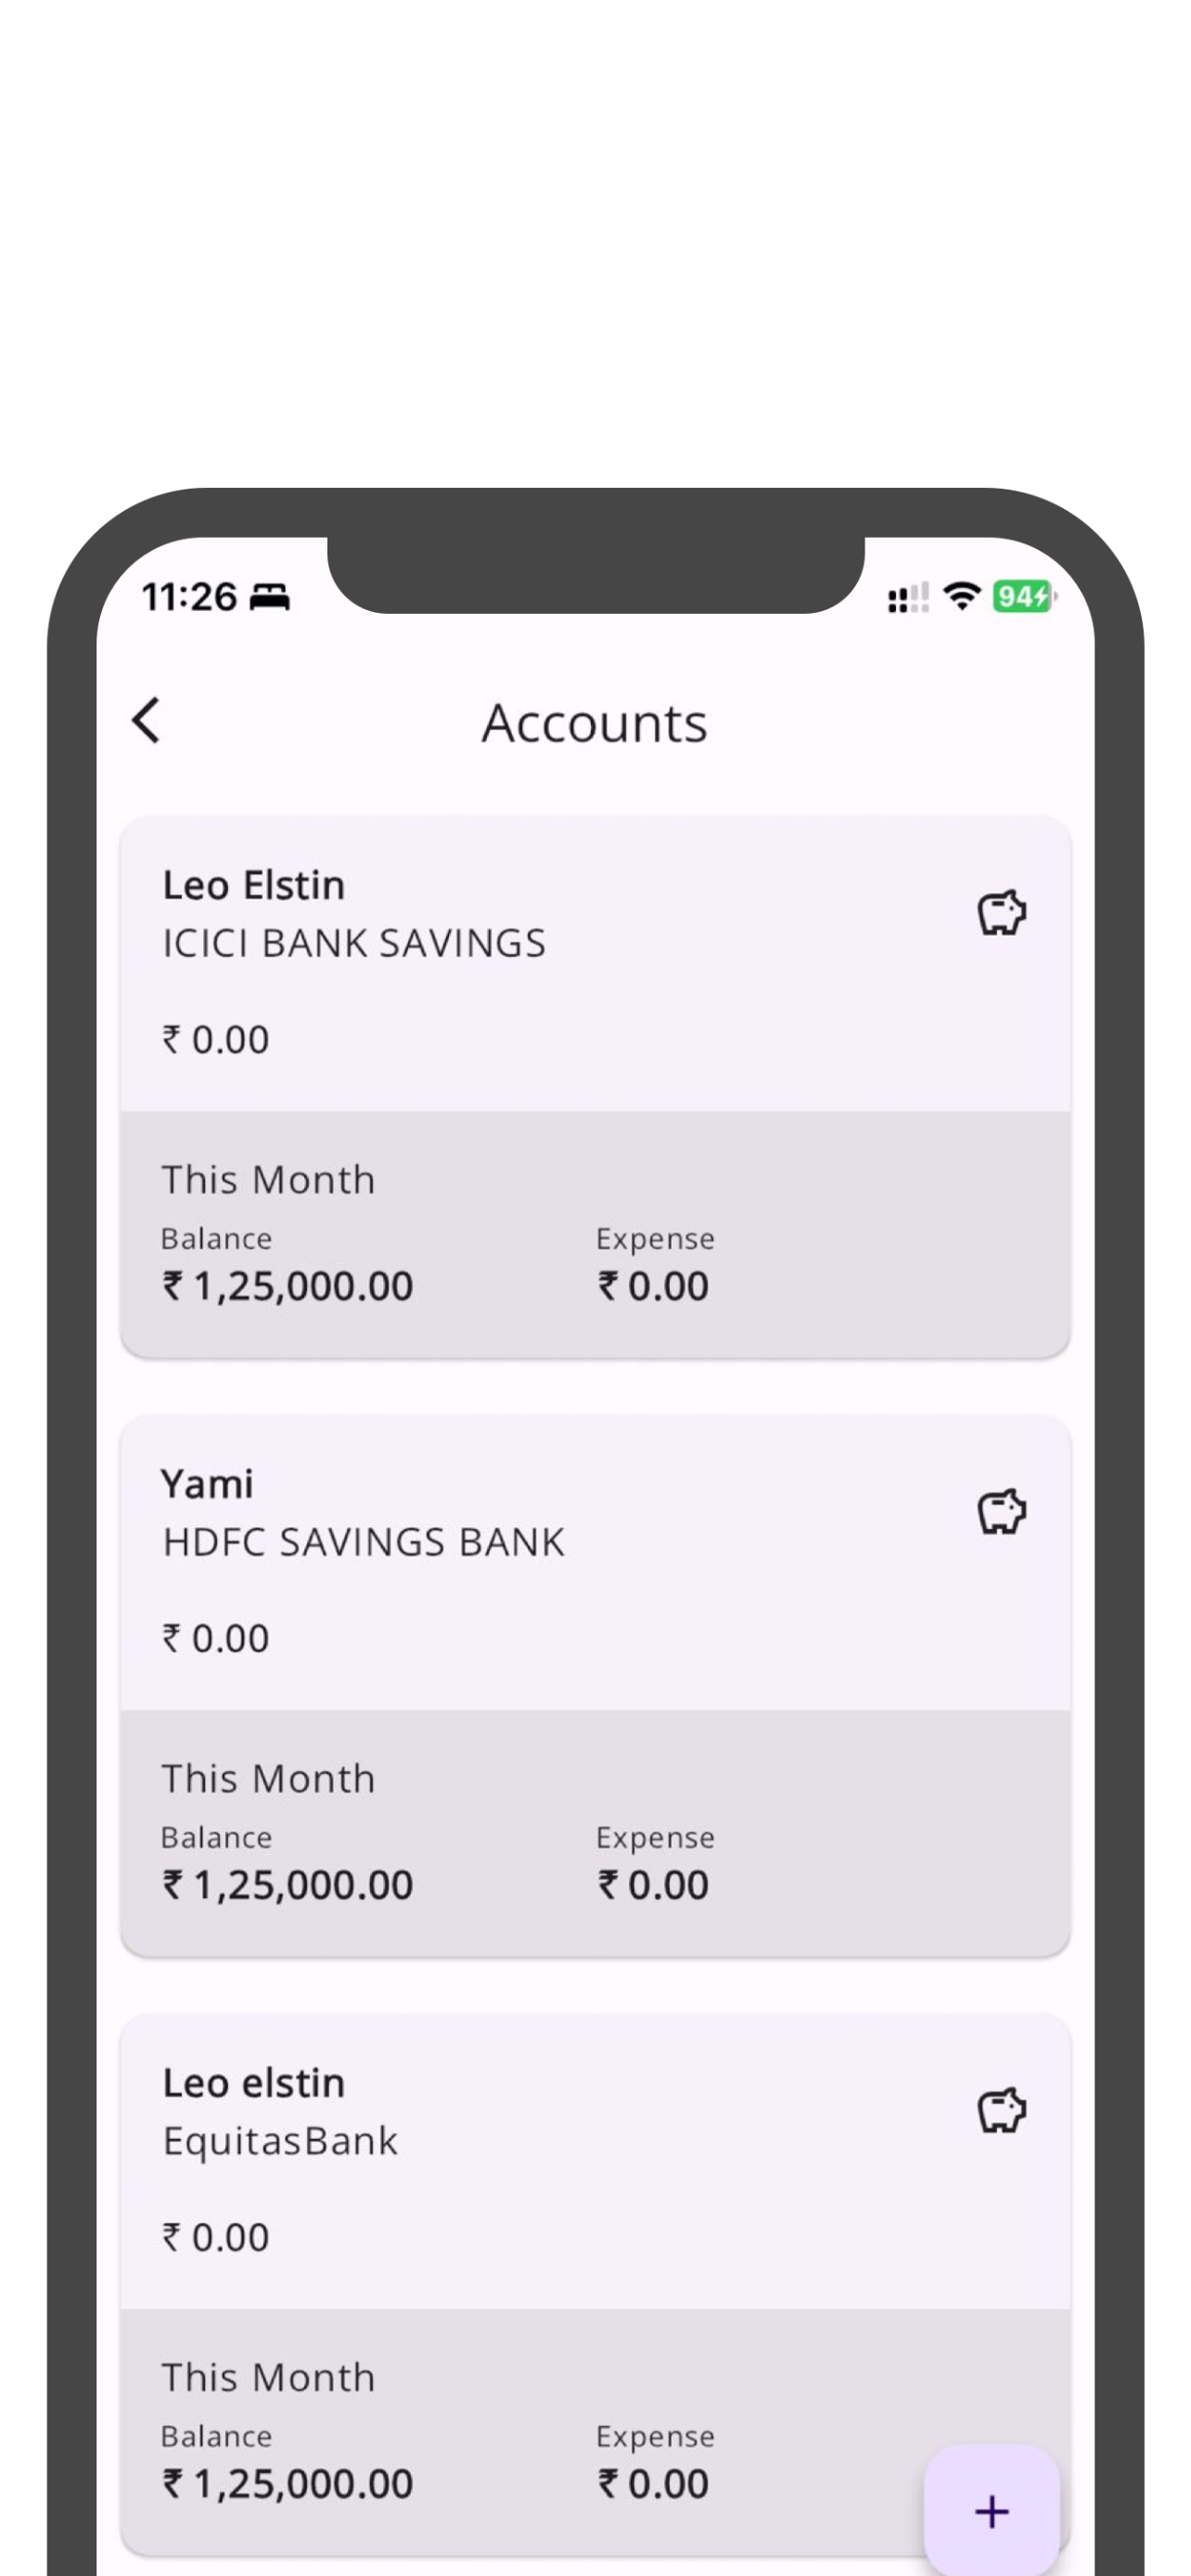 11:26
94
Accounts
Leo Elstin
ICICI BANK SAVINGS
₹ 0.00
This Month
Balance Expense
₹ 1,25,000.00 ₹ 0.00
Yami
HDFC SAVINGS BANK
₹ 0.00
This Month
Balance Expense
₹ 1,25,000.00 ₹ 0.00
Leo elstin
EquitasBank
₹ 0.00
This Month
Balance Expense
₹ 1,25,000.00 ₹ 0.00
+